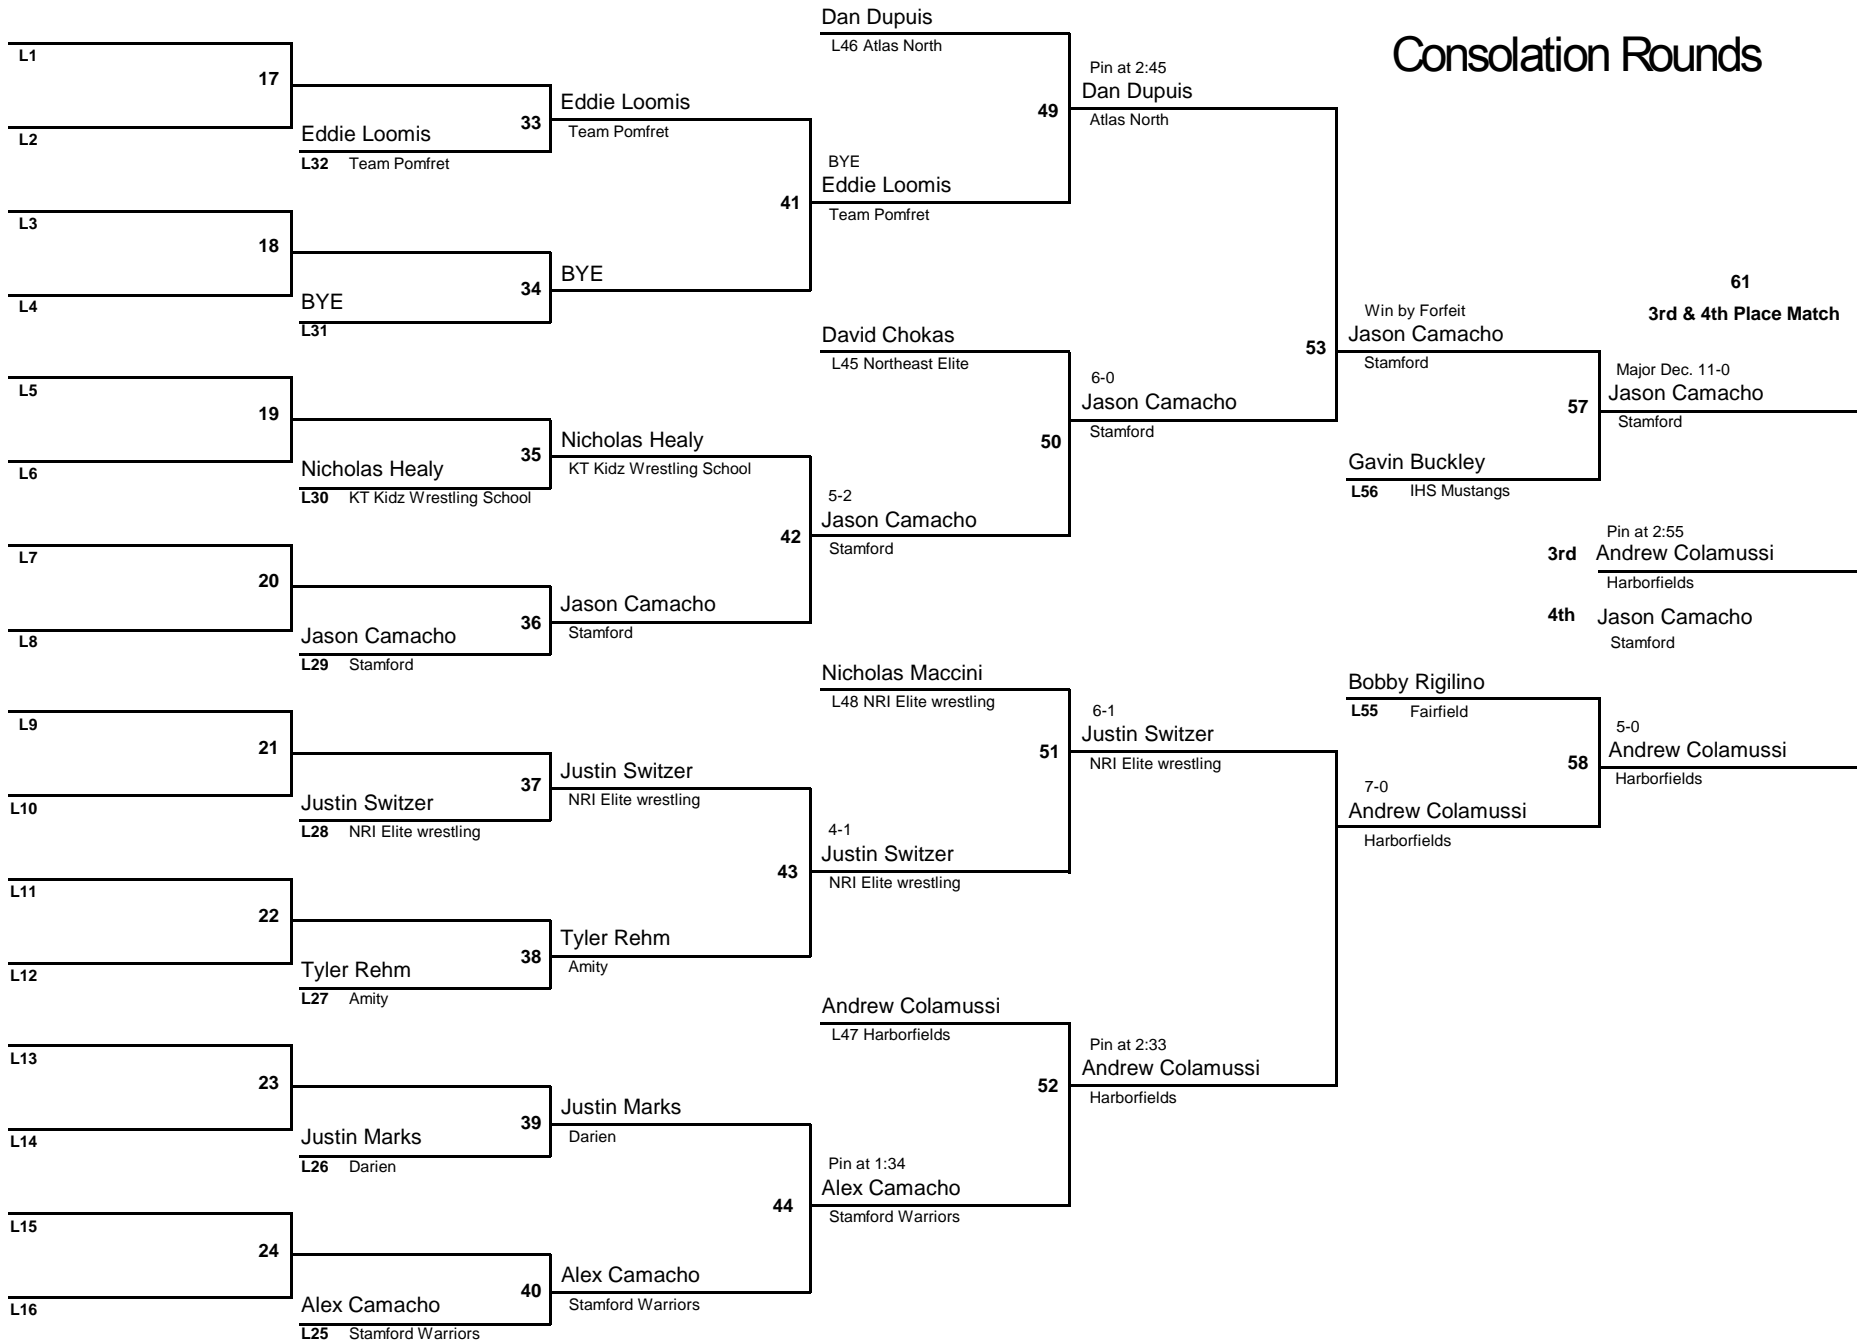 Consolation Rounds
L1
17
L2
Eddie Loomis
L32 Team Pomfret
33
Eddie Loomis
Team Pomfret
L3
18
L4
BYE
L31
34
BYE
41
L5
19
L6
Nicholas Healy
L30 KT Kidz Wrestling School
35
Nicholas Healy
KT Kidz Wrestling School
L7
20
L8
Jason Camacho
L29 Stamford
36
Jason Camacho
Stamford
42
L9
21
L10
Justin Switzer
L28 NRI Elite wrestling
37
Justin Switzer
NRI Elite wrestling
L11
22
L12
Tyler Rehm
L27 Amity
38
Tyler Rehm
Amity
43
L13
23
L14
Justin Marks
L26 Darien
39
Justin Marks
Darien
L15
24
L16
Alex Camacho
L25 Stamford Warriors
40
Alex Camacho
Stamford Warriors
44
Dan Dupuis
L46 Atlas North
49
BYE
Eddie Loomis
Team Pomfret
Pin at 2:45
Dan Dupuis
Atlas North
David Chokas
L45 Northeast Elite
50
5-2
Jason Camacho
Stamford
6-0
Jason Camacho
Stamford
53
Nicholas Maccini
L48 NRI Elite wrestling
51
4-1
Justin Switzer
NRI Elite wrestling
6-1
Justin Switzer
NRI Elite wrestling
Andrew Colamussi
L47 Harborfields
52
Pin at 1:34
Alex Camacho
Stamford Warriors
Pin at 2:33
Andrew Colamussi
Harborfields
Win by Forfeit
Jason Camacho
Stamford
57
Gavin Buckley
L56 IHS Mustangs
61
3rd & 4th Place Match
Major Dec. 11-0
Jason Camacho
Stamford
Pin at 2:55
3rd Andrew Colamussi
Harborfields
4th Jason Camacho
Stamford
Bobby Rigilino
L55 Fairfield
58
7-0
Andrew Colamussi
Harborfields
5-0
Andrew Colamussi
Harborfields